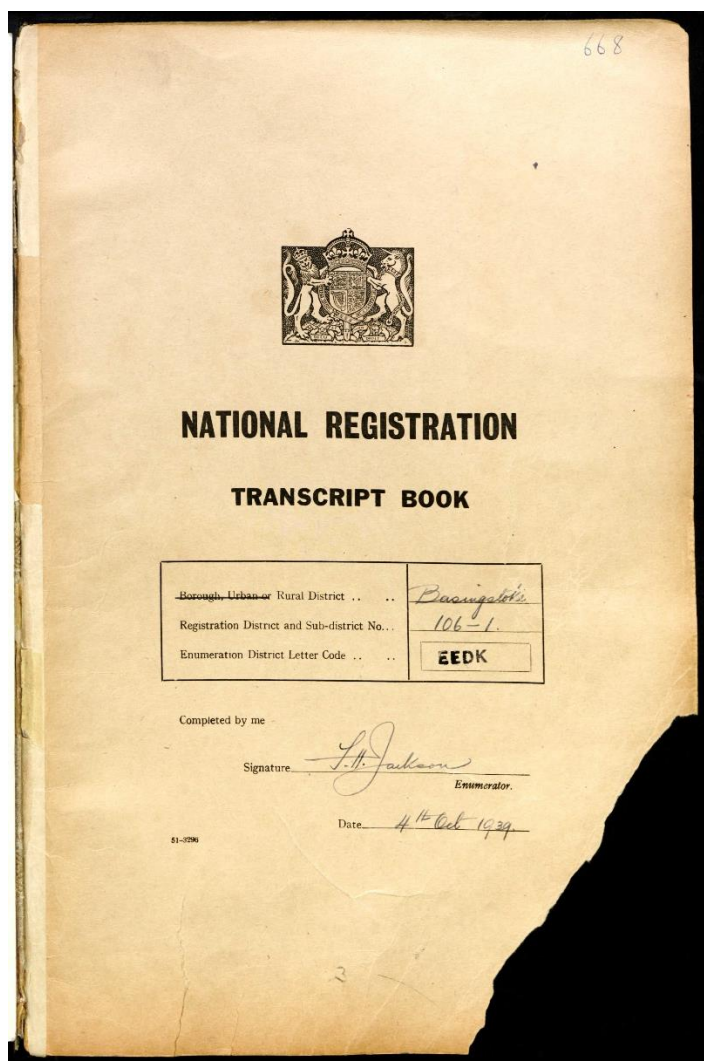 668
NATIONAL REGISTRATION
TRANSCRIPT BOOK
Borough, Urban or Rural District .. .. Basingstoke
Registration District and Sub-district No... 106-1.
Enumeration District Letter Code .. .. EEDK
Completed by me
Signature T.H. Jackson
Enumerator.
Date 4th Oct 1939.
51-3296
3